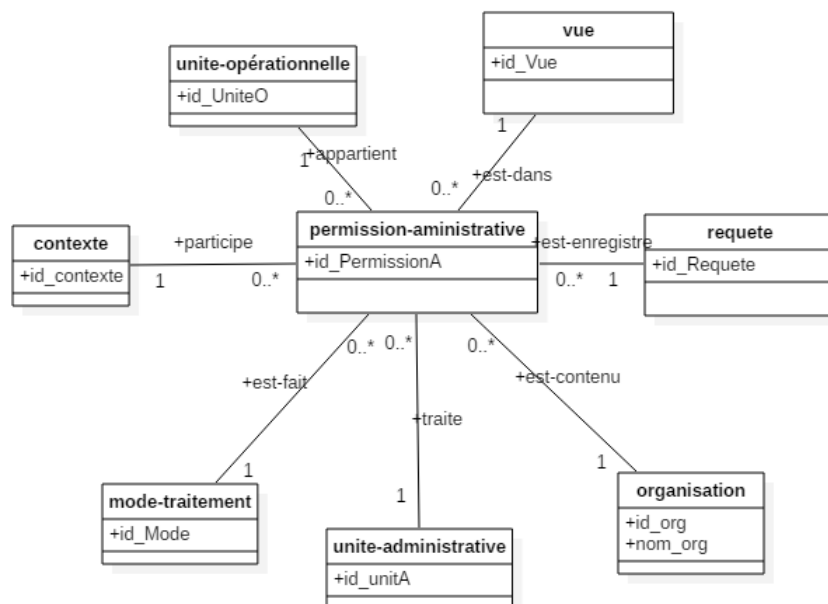 vue
+id_Vue
unite-opérationnelle
+id_UniteO
1
1
+appartient
+est-dans
0..*
0..*
permission-aministrative
+id_PermissionA
contexte
+id_contexte
+participe
1
0..*
+est-enregistre
0..*
1
requete
+id_Requete
0..*
0..*
0..*
+est-fait
+est-contenu
+traite
1
1
1
mode-traitement
+id_Mode
organisation
+id_org
+nom_org
unite-administrative
+id_unitA